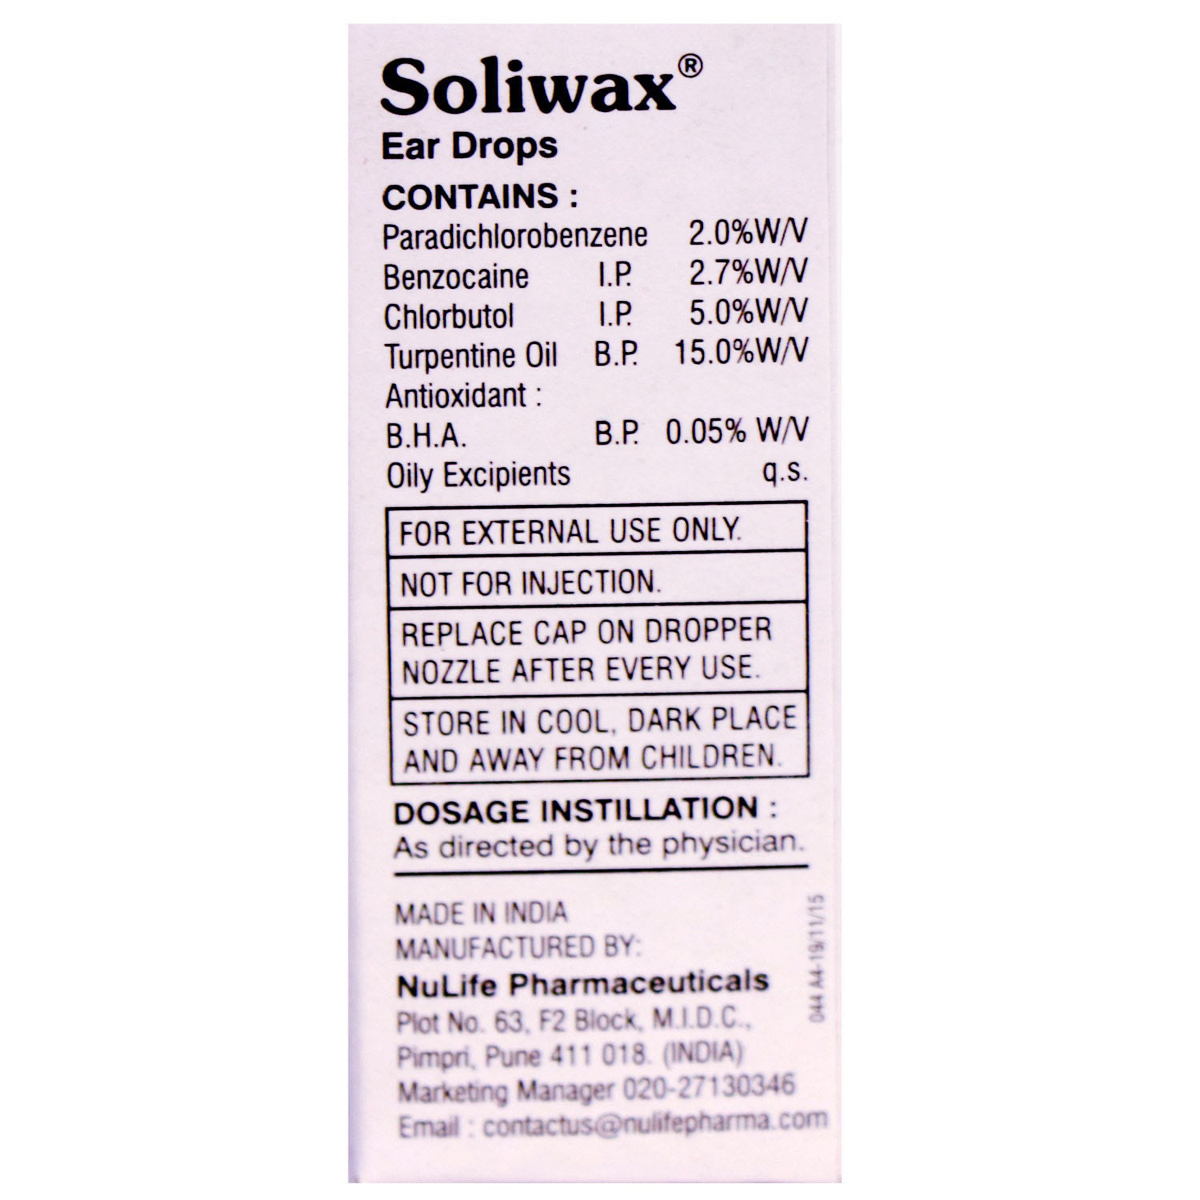 Soliwax®
Ear Drops
CONTAINS :
Paradichlorobenzene 2.0%W/V
Benzocaine I.P. 2.7%W/V
Chlorbutol I.P. 5.0%W/V
Turpentine Oil B.P. 15.0%W/V
Antioxidant :
B.H.A. B.P. 0.05% W/V
Oily Excipients q.s.
FOR EXTERNAL USE ONLY.
NOT FOR INJECTION.
REPLACE CAP ON DROPPER
NOZZLE AFTER EVERY USE.
STORE IN COOL, DARK PLACE
AND AWAY FROM CHILDREN.
DOSAGE INSTILLATION :
As directed by the physician.
MADE IN INDIA
MANUFACTURED BY:
NuLife Pharmaceuticals
Plot No. 63, F2 Block, M.I.D.C.,
Pimpri, Pune 411 018. (INDIA)
Marketing Manager 020-27130346
Email : contactus@nulifepharma.com
044 A4-19/11/15